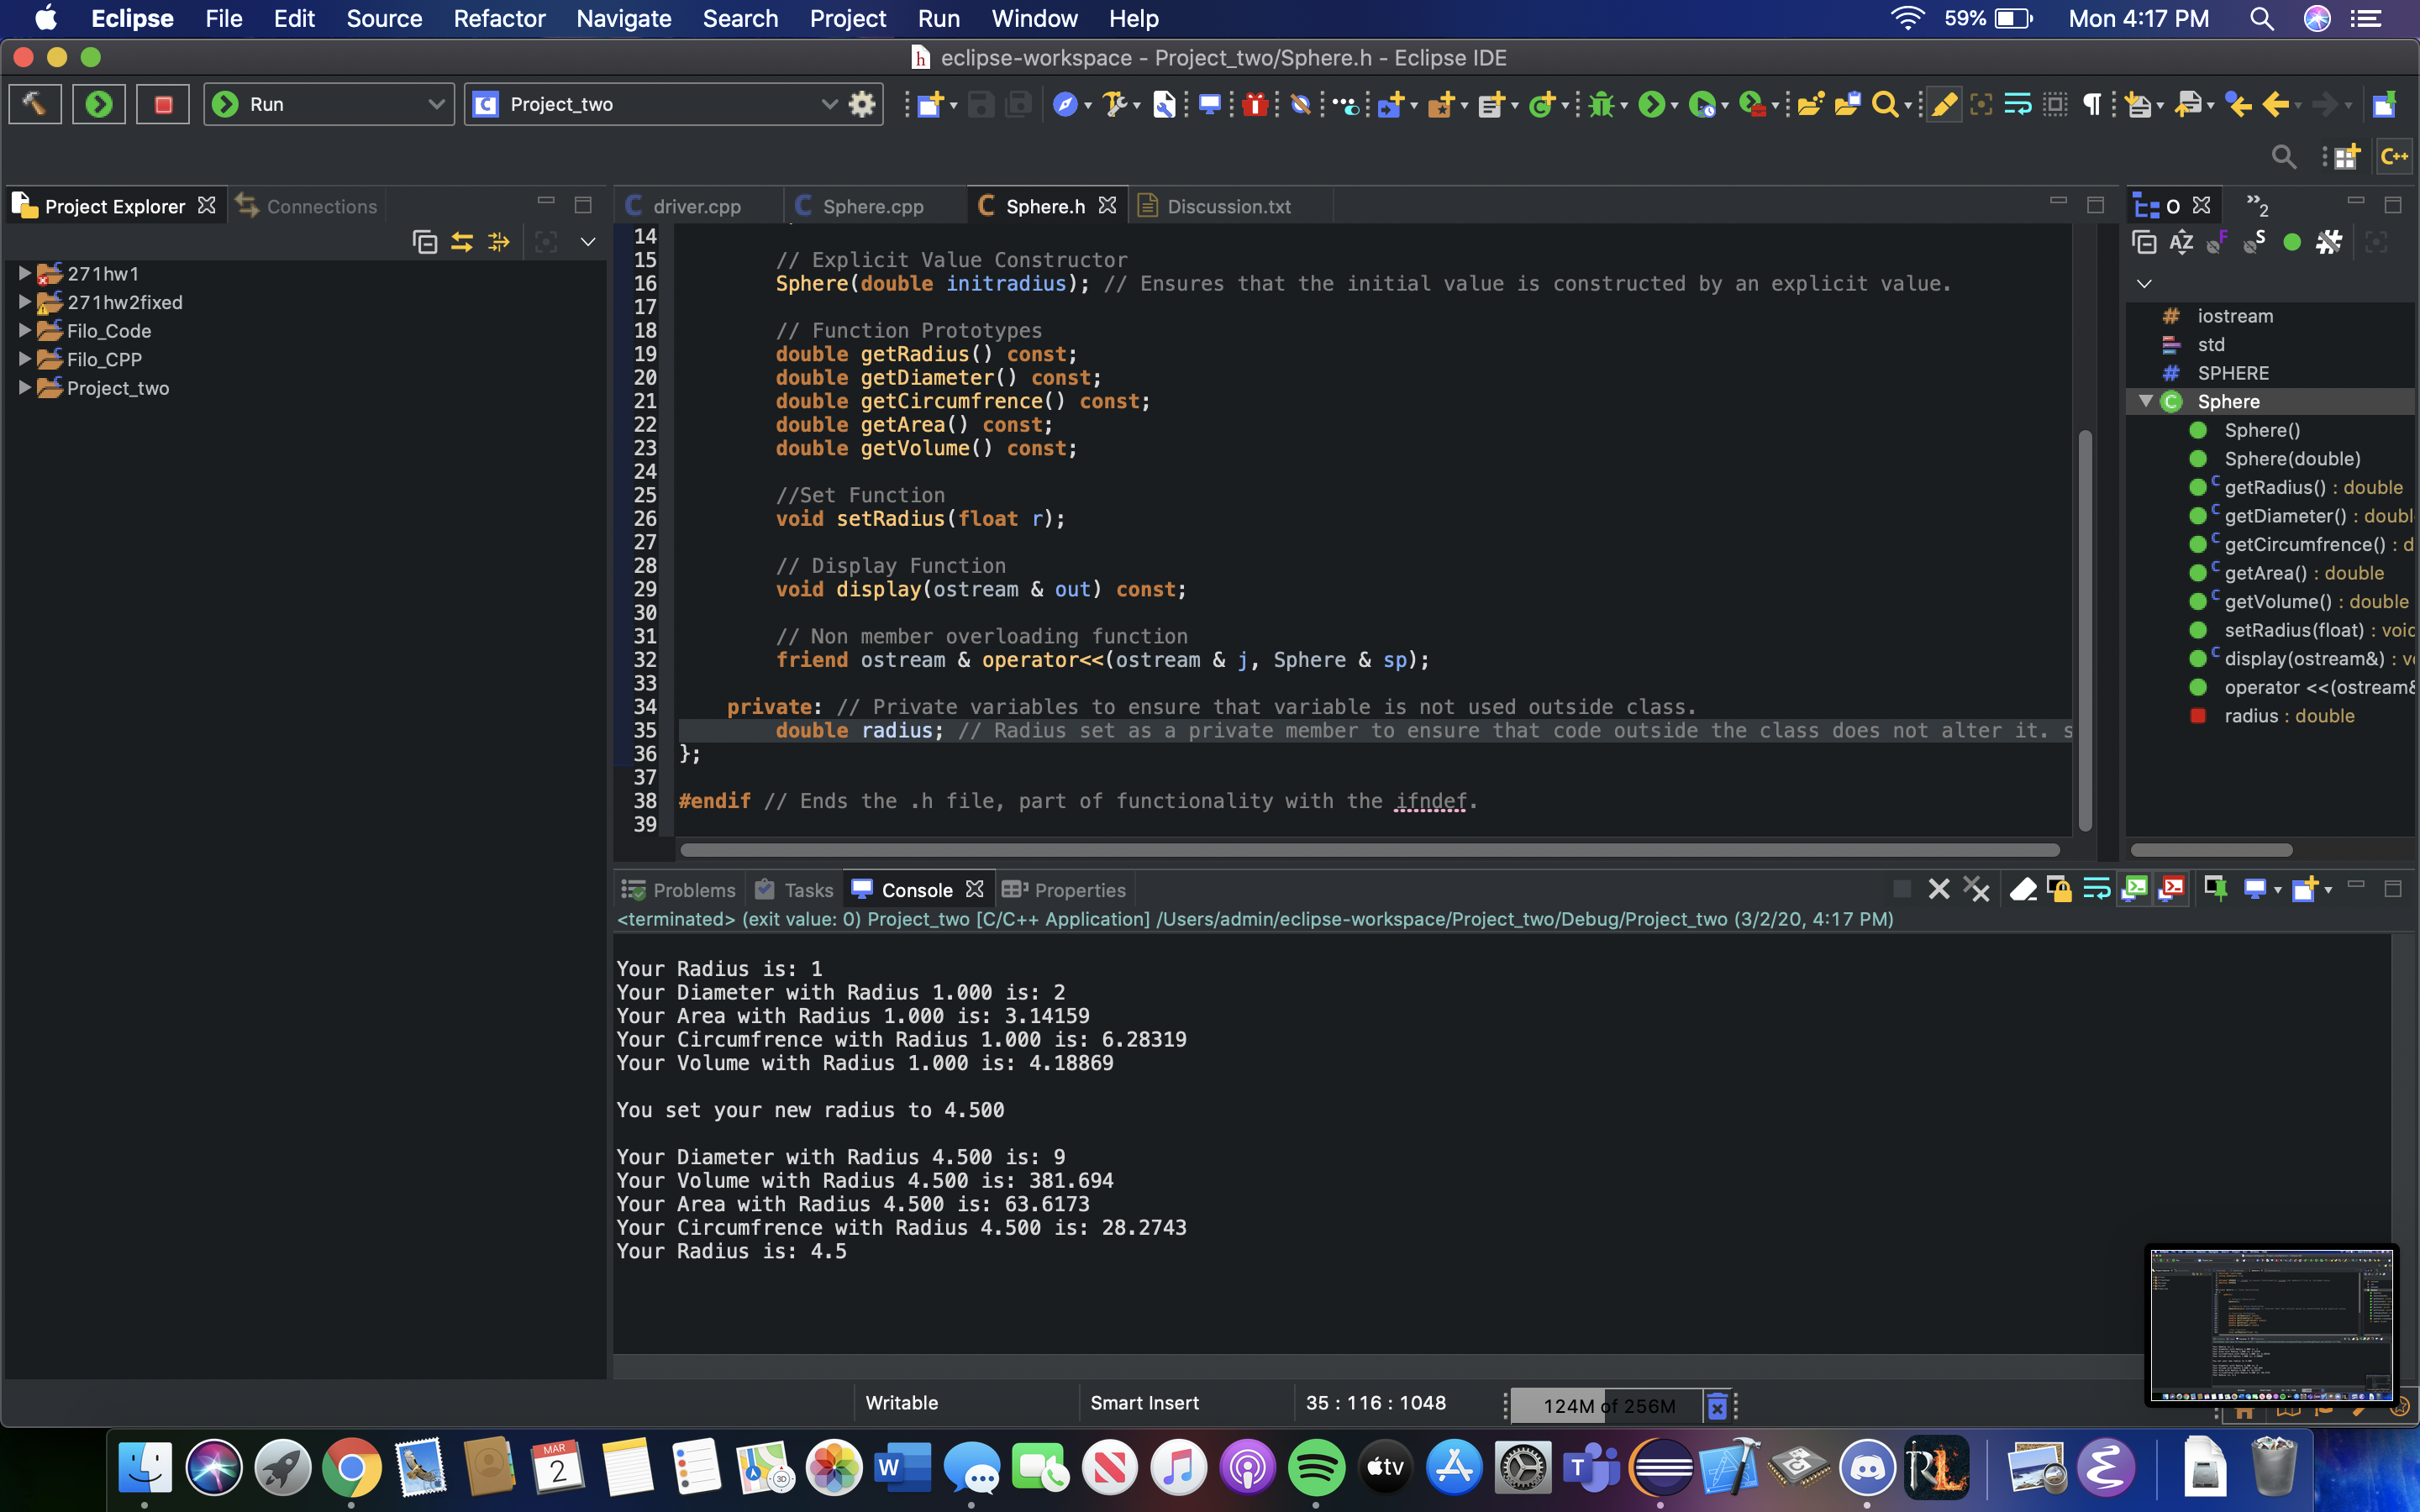 Eclipse File Edit Source Refactor Navigate Search Project Run Window Help 59% Mon 4:17 PM
eclipse-workspace - Project_two/Sphere.h - Eclipse IDE
Run Project_two
C++
Project Explorer Connections
271hw1
271hw2fixed
Filo_Code
Filo_CPP
Project_two
driver.cpp Sphere.cpp Sphere.h Discussion.txt
14
15 // Explicit Value Constructor
16 Sphere(double initradius); // Ensures that the initial value is constructed by an explicit value.
17
18 // Function Prototypes
19 double getRadius() const;
20 double getDiameter() const;
21 double getCircumfrence() const;
22 double getArea() const;
23 double getVolume() const;
24
25 //Set Function
26 void setRadius(float r);
27
28 // Display Function
29 void display(ostream & out) const;
30
31 // Non member overloading function
32 friend ostream & operator<<(ostream & j, Sphere & sp);
33
34 private: // Private variables to ensure that variable is not used outside class.
35 double radius; // Radius set as a private member to ensure that code outside the class does not alter it. s
36 };
37
38 #endif // Ends the .h file, part of functionality with the ifndef.
39
O 2
iostream
std
SPHERE
Sphere
Sphere()
Sphere(double)
getRadius() : double
getDiameter() : doubl
getCircumfrence() : d
getArea() : double
getVolume() : double
setRadius(float) : voic
display(ostream&) : v
operator <<(ostream&
radius : double
Problems Tasks Console Properties
<terminated> (exit value: 0) Project_two [C/C++ Application] /Users/admin/eclipse-workspace/Project_two/Debug/Project_two (3/2/20, 4:17 PM)
Your Radius is: 1
Your Diameter with Radius 1.000 is: 2
Your Area with Radius 1.000 is: 3.14159
Your Circumfrence with Radius 1.000 is: 6.28319
Your Volume with Radius 1.000 is: 4.18869
You set your new radius to 4.500
Your Diameter with Radius 4.500 is: 9
Your Volume with Radius 4.500 is: 381.694
Your Area with Radius 4.500 is: 63.6173
Your Circumfrence with Radius 4.500 is: 28.2743
Your Radius is: 4.5
Writable Smart Insert 35 : 116 : 1048 124M of 256M
MAR
2
3D
W
tv
T
RL